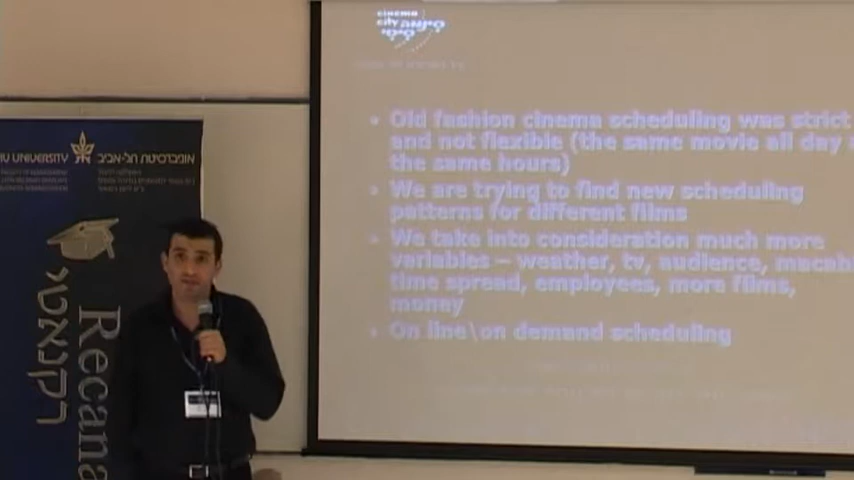 cinema
city סינמה
סיטי
• Old fashion cinema scheduling was strict
and not flexible (the same movie all day
the same hours)
• We are trying to find new scheduling
patterns for different films
• We take into consideration much more
variables – weather, tv, audience,
time spread, employees, more films,
money
• On line\on demand scheduling
UNIVERSITY אוניברסיטת תל-אביב
רקנאטי
Recana